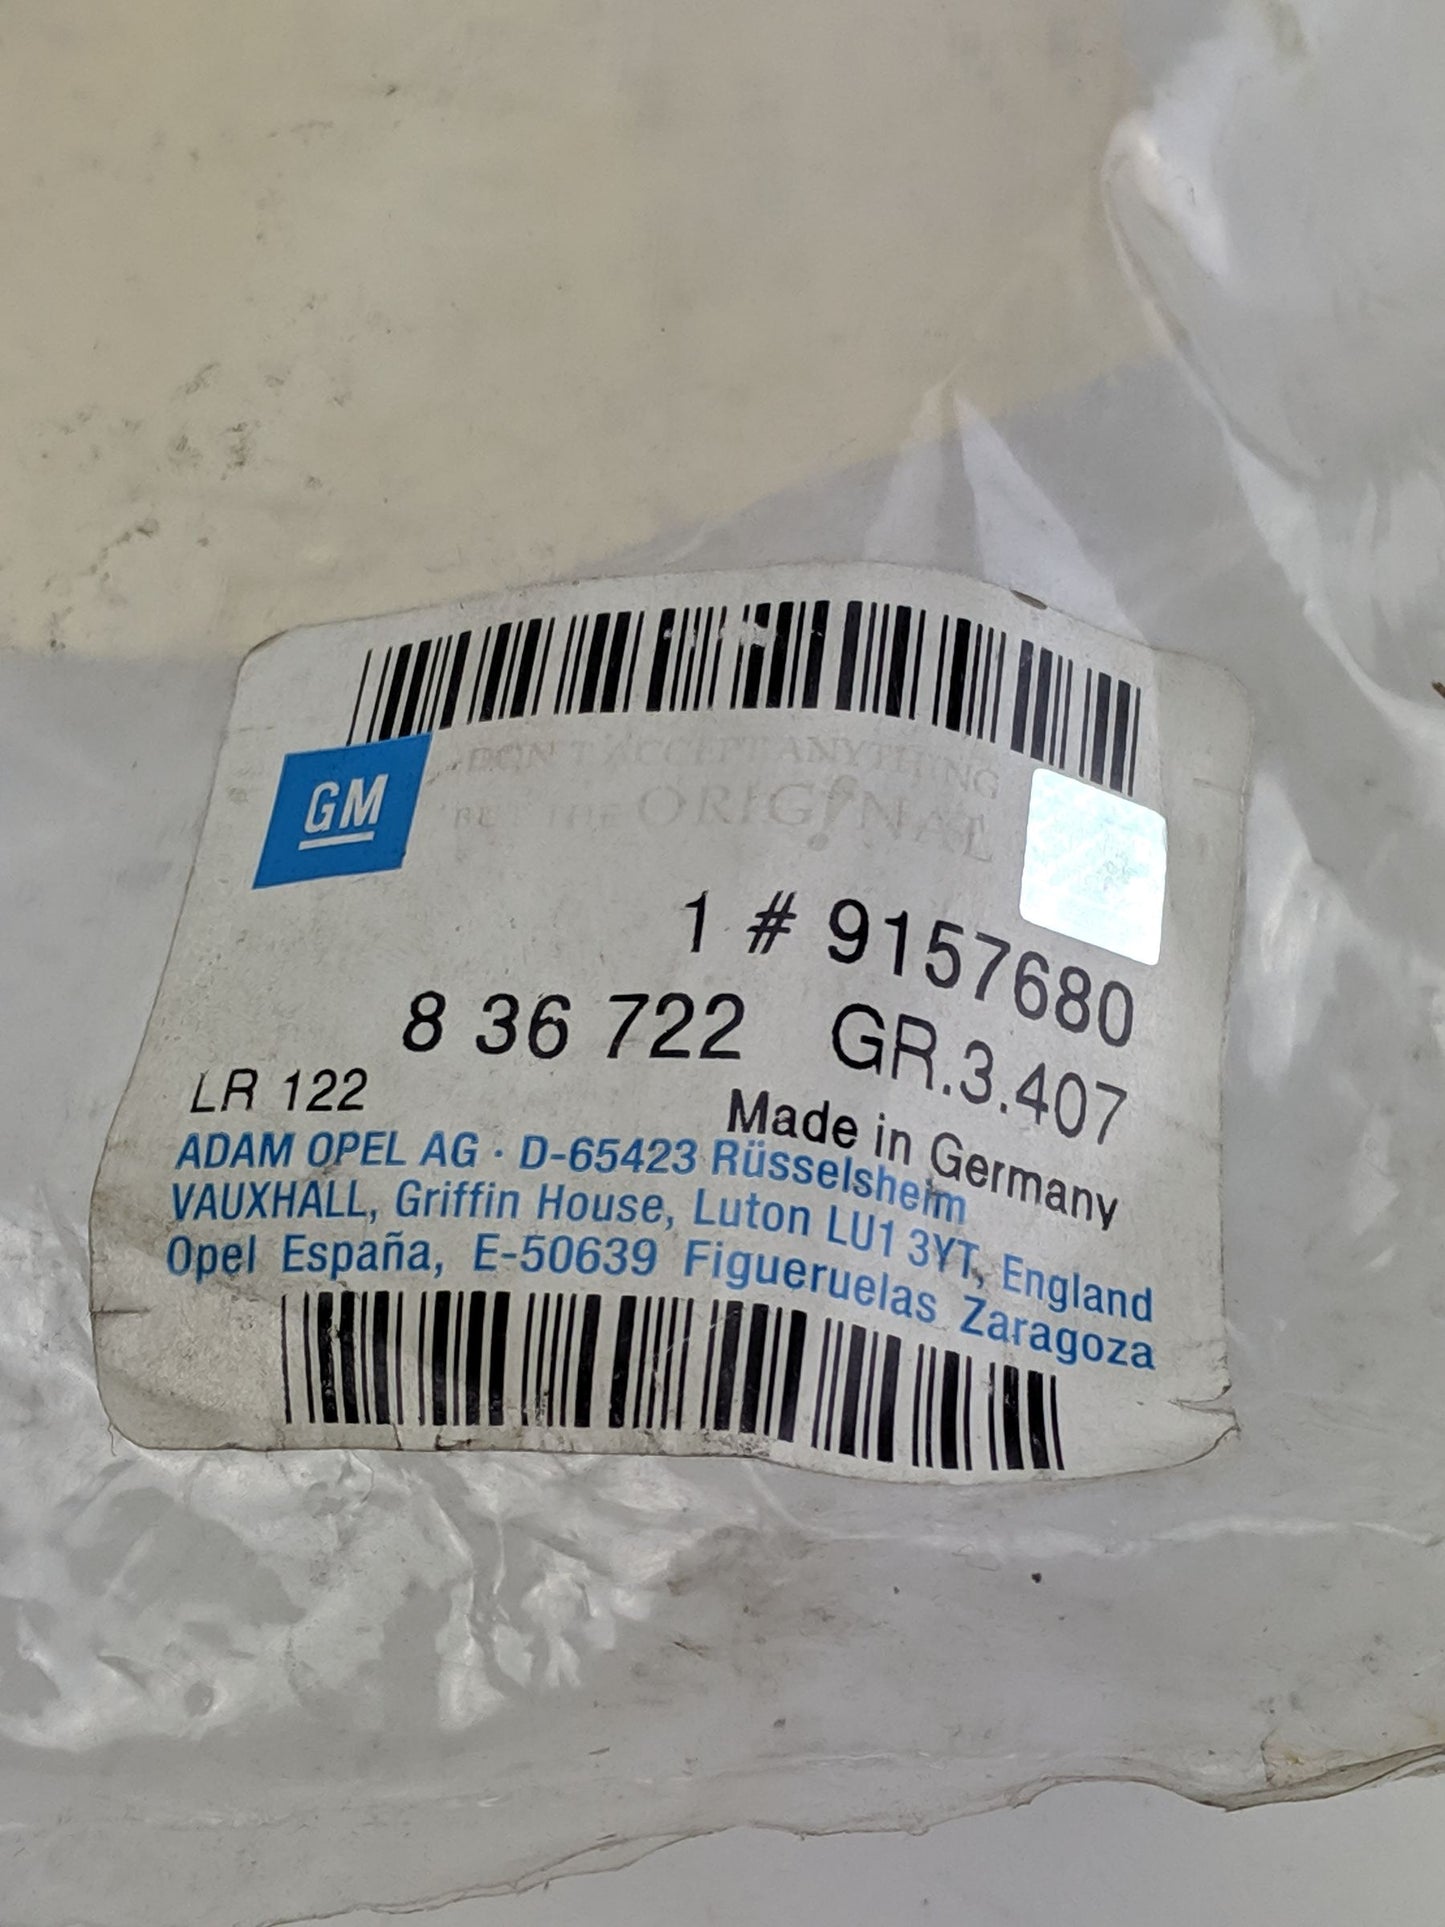 DON'T ACCEPT ANYTHING
BUT THE ORIGINAL
GM
1 # 9157680
8 36 722 GR.3.407
LR 122
Made in Germany
ADAM OPEL AG · D-65423 Rüsselsheim
VAUXHALL, Griffin House, Luton LU1 3YT, England
Opel España, E-50639 Figueruelas Zaragoza